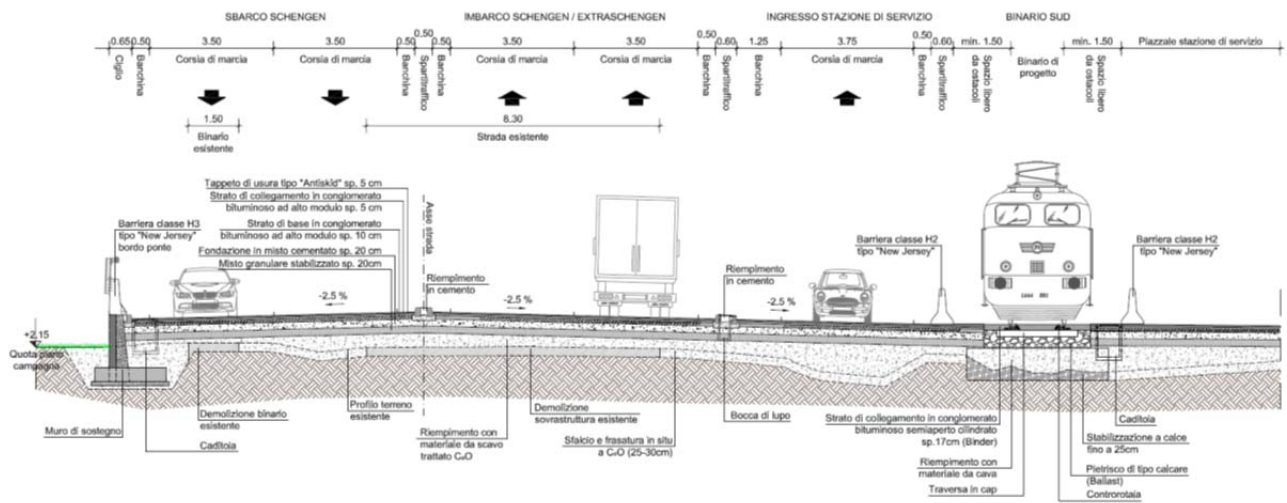 SBARCO SCHENGEN
IMBARCO SCHENGEN / EXTRASCHENGEN
INGRESSO STAZIONE DI SERVIZIO
BINARIO SUD
0.65
0.50
3.50
3.50
0.50
0.50
0.50
3.50
3.50
0.50
0.60
1.25
3.75
0.50
0.60
min. 1.50
min. 1.50
Piazzale stazione di servizio
Ciglio
Banchina
Corsia di marcia
Corsia di marcia
Banchina
Spartitraffico
Banchina
Corsia di marcia
Corsia di marcia
Banchina
Spartitraffico
Banchina
Corsia di marcia
Banchina
Spartitraffico
Spazio libero
da ostacoli
Binario di
progetto
Spazio libero
da ostacoli
1.50
Binario
esistente
8.30
Strada esistente
Tappeto di usura tipo "Antiskid" sp. 5 cm
Strato di collegamento in conglomerato
bituminoso ad alto modulo sp. 5 cm
Strato di base in conglomerato
bituminoso ad alto modulo sp. 10 cm
Fondazione in misto cementato sp. 20 cm
Misto granulare stabilizzato sp. 20cm
Asse strada
Barriera classe H3
tipo "New Jersey"
bordo ponte
Riempimento
in cemento
Riempimento
in cemento
Barriera classe H2
tipo "New Jersey"
Barriera classe H2
tipo "New Jersey"
-2.5 %
-2.5 %
-2.5 %
+2.15
Quota piano
campagna
Muro di sostegno
Demolizione binario
esistente
Caditoia
Profilo terreno
esistente
Riempimento con
materiale da scavo
trattato CₐO
Demolizione
sovrastruttura esistente
Sfalcio e frasatura in situ
a CₐO (25-30cm)
Bocca di lupo
Strato di collegamento in conglomerato
bituminoso semiaperto cilindrato
sp.17cm (Binder)
Riempimento con
materiale da cava
Traversa in cap
Caditoia
Stabilizzazione a calce
fino a 25cm
Pietrisco di tipo calcare
(Ballast)
Controrotaia